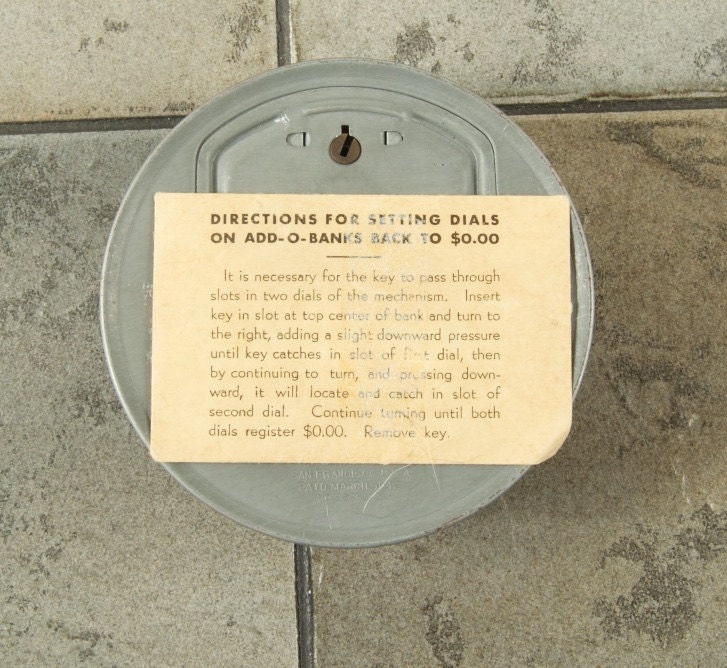 DIRECTIONS FOR SETTING DIALS
ON ADD-O-BANKS BACK TO $0.00
It is necessary for the key to pass through
slots in two dials of the mechanism. Insert
key in slot at top center of bank and turn to
the right, adding a slight downward pressure
until key catches in slot of first dial, then
by continuing to turn, and pressing down-
ward, it will locate and catch in slot of
second dial. Continue turning until both
dials register $0.00. Remove key.
SAN FRANCISCO
PAT'D MARCH